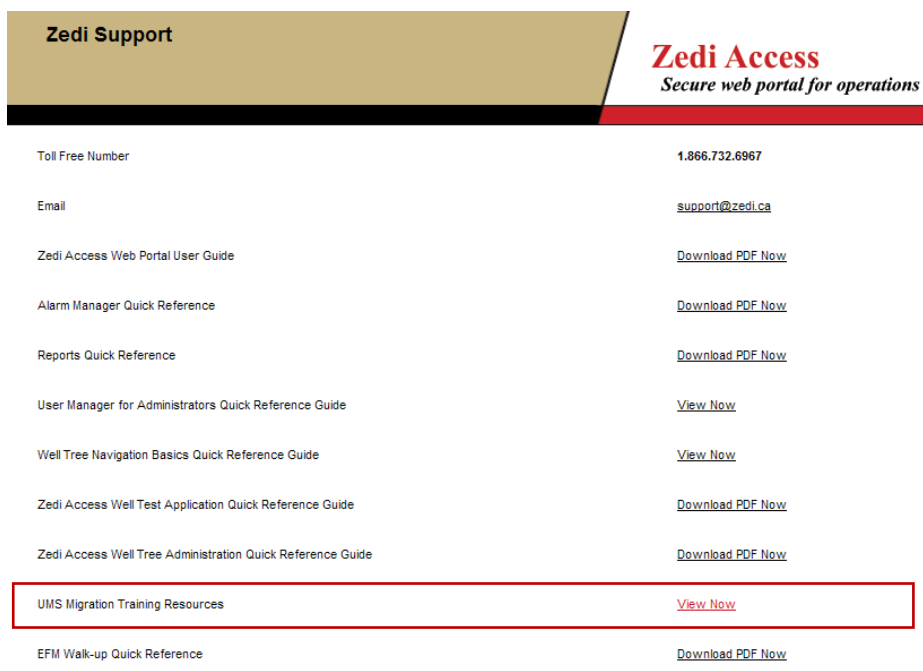 Zedi Support
Zedi Access
Secure web portal for operations
Toll Free Number 1.866.732.6967
Email support@zedi.ca
Zedi Access Web Portal User Guide Download PDF Now
Alarm Manager Quick Reference Download PDF Now
Reports Quick Reference Download PDF Now
User Manager for Administrators Quick Reference Guide View Now
Well Tree Navigation Basics Quick Reference Guide View Now
Zedi Access Well Test Application Quick Reference Guide Download PDF Now
Zedi Access Well Tree Administration Quick Reference Guide Download PDF Now
UMS Migration Training Resources View Now
EFM Walk-up Quick Reference Download PDF Now